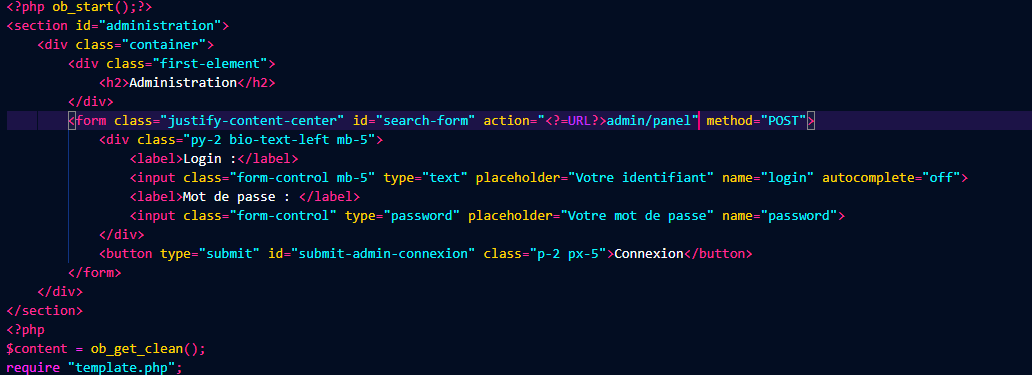 <?php ob_start();?>
<section id="administration">
    <div class="container">
        <div class="first-element">
            <h2>Administration</h2>
        </div>
        <form class="justify-content-center" id="search-form" action="<?=URL?>admin/panel" method="POST">
            <div class="py-2 bio-text-left mb-5">
                <label>Login :</label>
                <input class="form-control mb-5" type="text" placeholder="Votre identifiant" name="login" autocomplete="off">
                <label>Mot de passe : </label>
                <input class="form-control" type="password" placeholder="Votre mot de passe" name="password">
            </div>
            <button type="submit" id="submit-admin-connexion" class="p-2 px-5">Connexion</button>
        </form>
    </div>
</section>
<?php
$content = ob_get_clean();
require "template.php";